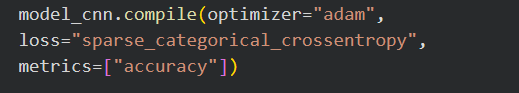 model_cnn.compile(optimizer="adam",
loss="sparse_categorical_crossentropy",
metrics=["accuracy"])